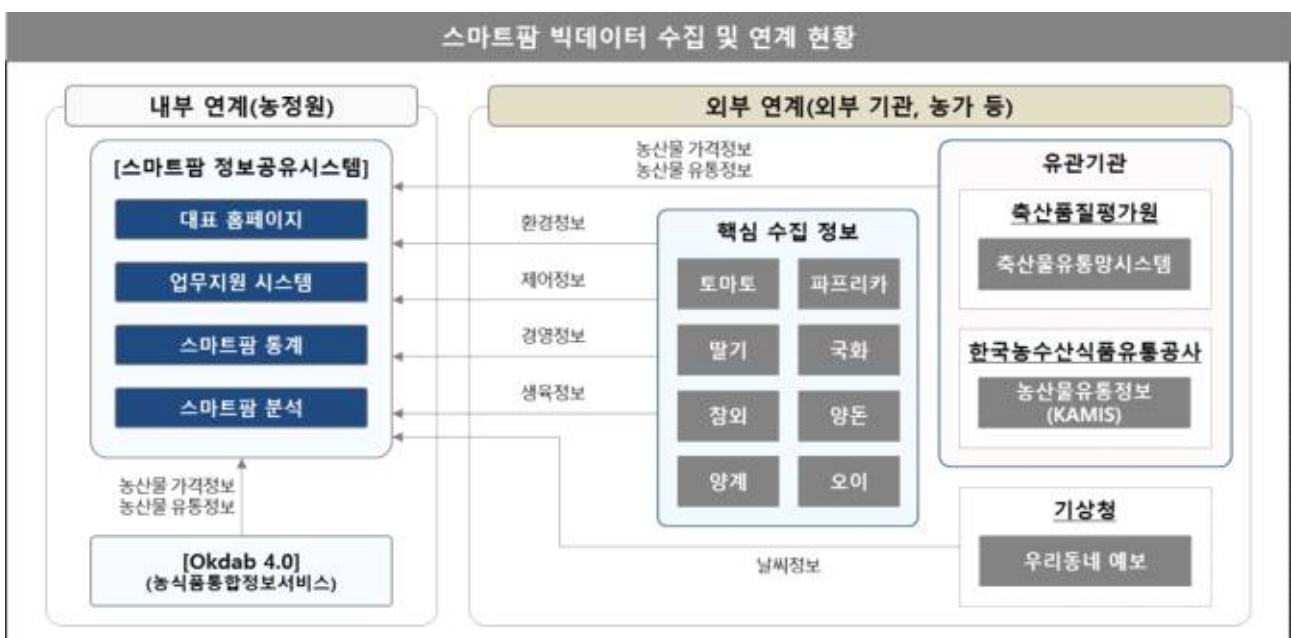 스마트팜 빅데이터 수집 및 연계 현황
내부 연계(농정원)
[스마트팜 정보공유시스템]
대표 홈페이지
업무지원 시스템
스마트팜 통계
스마트팜 분석
농산물 가격정보
농산물 유통정보
[Okdab 4.0]
(농식품통합정보서비스)
외부 연계(외부 기관, 농가 등)
농산물 가격정보
농산물 유통정보
환경정보
제어정보
경영정보
생육정보
날씨정보
핵심 수집 정보
토마토
파프리카
딸기
국화
참외
양돈
양계
오이
유관기관
축산품질평가원
축산물유통망시스템
한국농수산식품유통공사
농산물유통정보
(KAMIS)
기상청
우리동네 예보